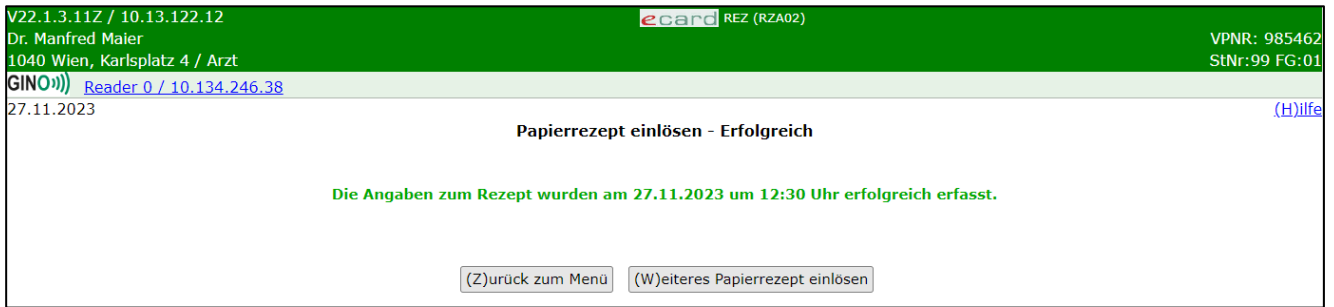 V22.1.3.11Z / 10.13.122.12 ecard REZ (RZA02)
Dr. Manfred Maier VPNR: 985462
1040 Wien, Karlsplatz 4 / Arzt StNr:99 FG:01
GINO Reader 0 / 10.134.246.38
27.11.2023 (H)ilfe
Papierrezept einlösen - Erfolgreich
Die Angaben zum Rezept wurden am 27.11.2023 um 12:30 Uhr erfolgreich erfasst.
(Z)urück zum Menü (W)eiteres Papierrezept einlösen